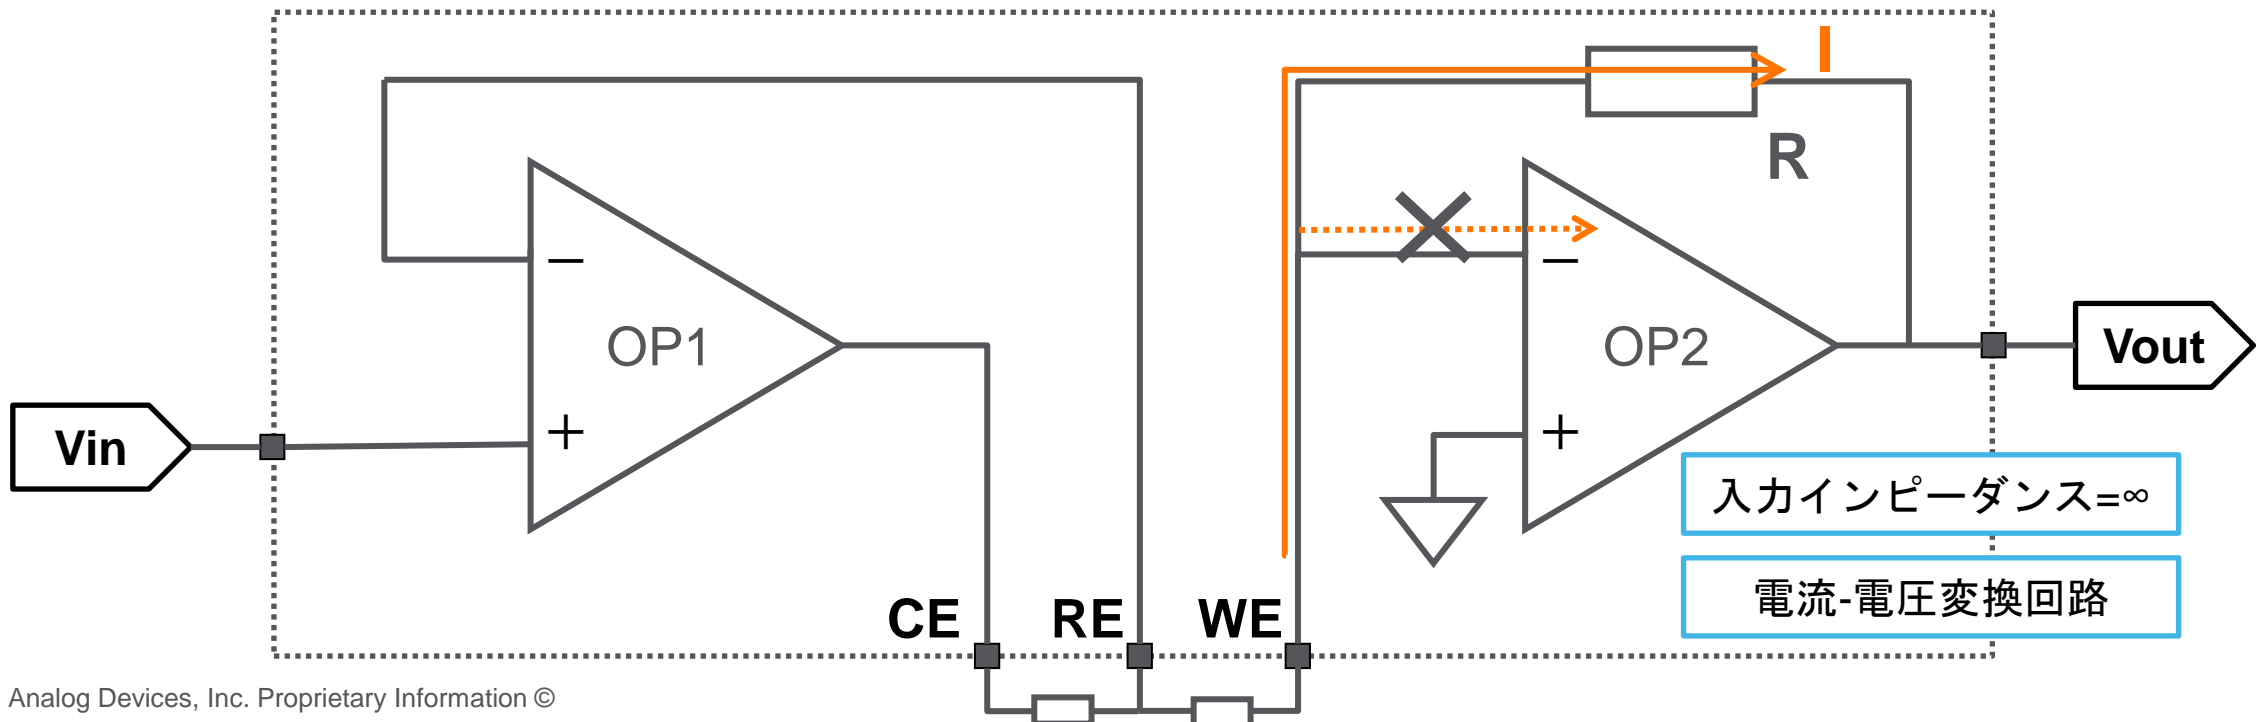 I
R
−
−
OP1
OP2
Vout
+
+
Vin
入力インピーダンス=∞
電流-電圧変換回路
CE
RE
WE
Analog Devices, Inc. Proprietary Information ©